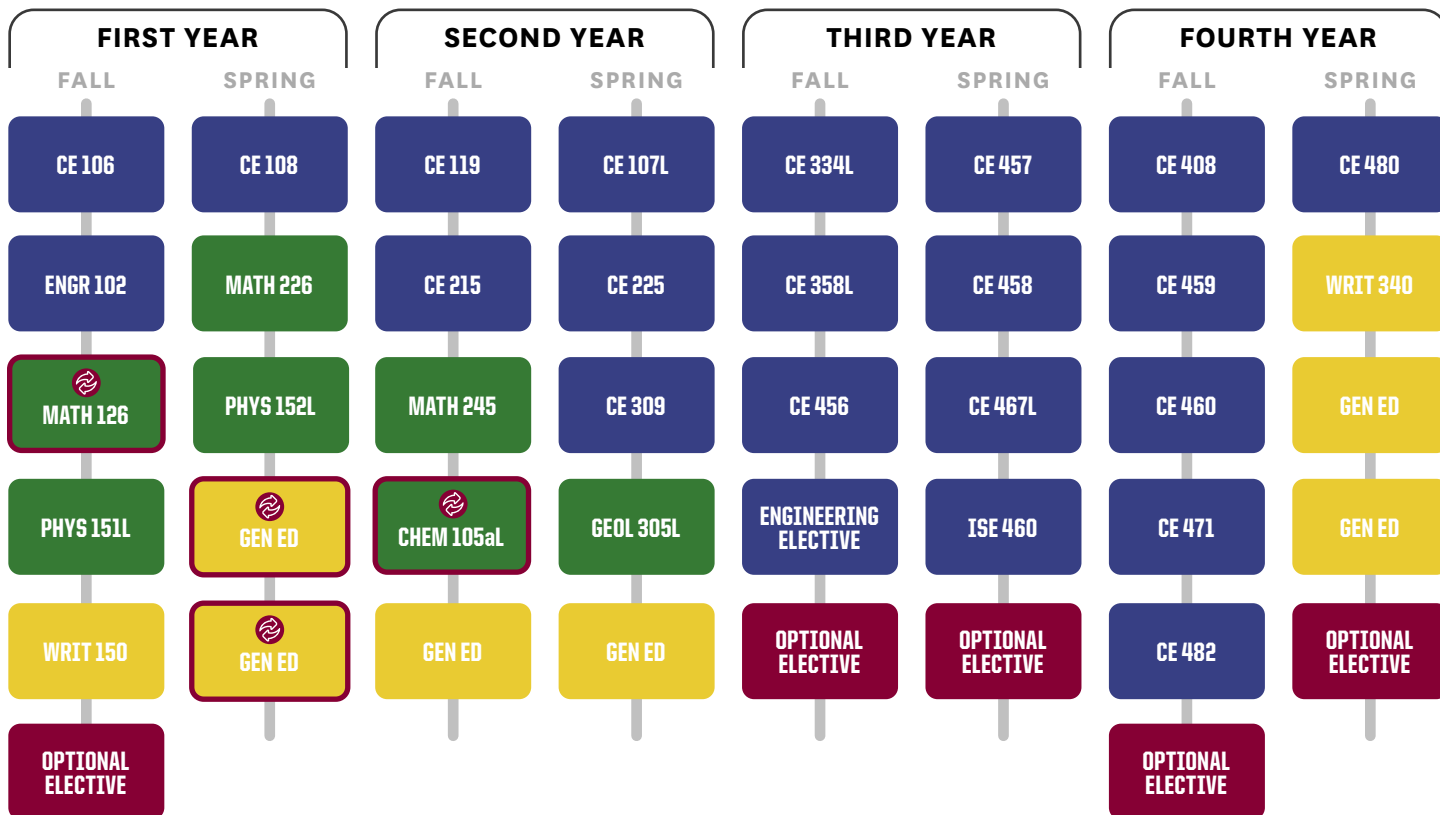 FIRST YEAR
SECOND YEAR
THIRD YEAR
FOURTH YEAR
FALL
SPRING
FALL
SPRING
FALL
SPRING
FALL
SPRING
CE 106
CE 108
CE 119
CE 107L
CE 334L
CE 457
CE 408
CE 480
ENGR 102
MATH 226
CE 215
CE 225
CE 358L
CE 458
CE 459
WRIT 340
MATH 126
PHYS 152L
MATH 245
CE 309
CE 456
CE 467L
CE 460
GEN ED
PHYS 151L
GEN ED
CHEM 105aL
GEOL 305L
ENGINEERING
ELECTIVE
ISE 460
CE 471
GEN ED
WRIT 150
GEN ED
GEN ED
GEN ED
OPTIONAL
ELECTIVE
OPTIONAL
ELECTIVE
CE 482
OPTIONAL
ELECTIVE
OPTIONAL
ELECTIVE
OPTIONAL
ELECTIVE